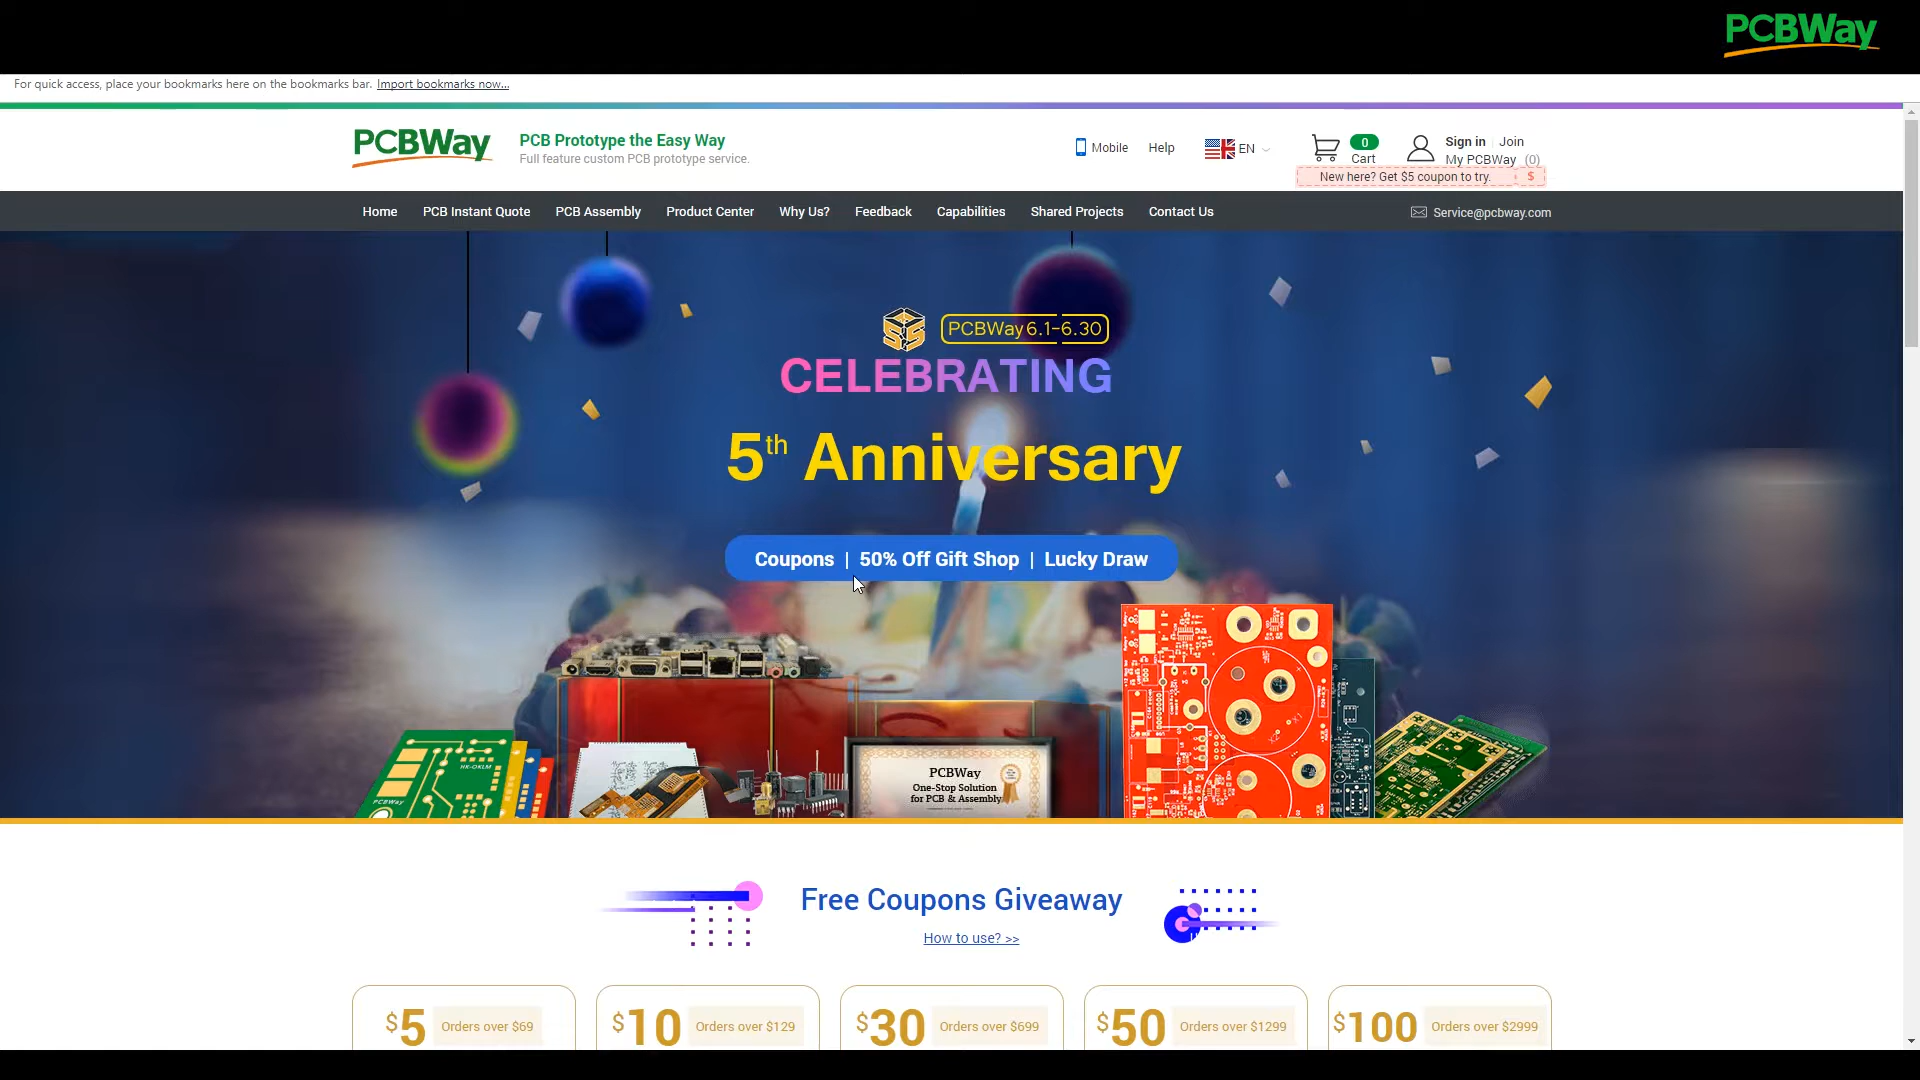 PCBWay
For quick access, place your bookmarks here on the bookmarks bar. Import bookmarks now...
PCBWay
PCB Prototype the Easy Way
Full feature custom PCB prototype service.
Mobile
Help
EN
0
Cart
Sign in
Join
My PCBWay (0)
New here? Get $5 coupon to try.
$
Home
PCB Instant Quote
PCB Assembly
Product Center
Why Us?
Feedback
Capabilities
Shared Projects
Contact Us
Service@pcbway.com
PCBWay 6.1-6.30
CELEBRATING
5th Anniversary
Coupons | 50% Off Gift Shop | Lucky Draw
HK-OKLM
PCBWay
PCBWay
One-Stop Solution
for PCB & Assembly
Free Coupons Giveaway
How to use? >>
$5 Orders over $69
$10 Orders over $129
$30 Orders over $699
$50 Orders over $1299
$100 Orders over $2999